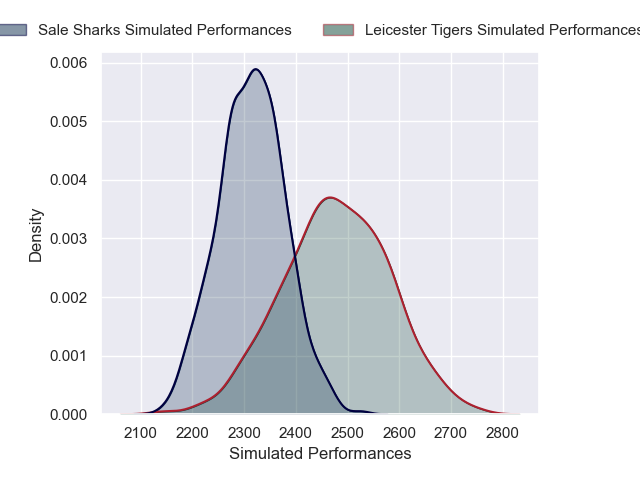 Sale Sharks Simulated Performances Leicester Tigers Simulated Performances
0.006
0.005
0.004
0.003
0.002
0.001
0.000
Density
2100 2200 2300 2400 2500 2600 2700 2800
Simulated Performances